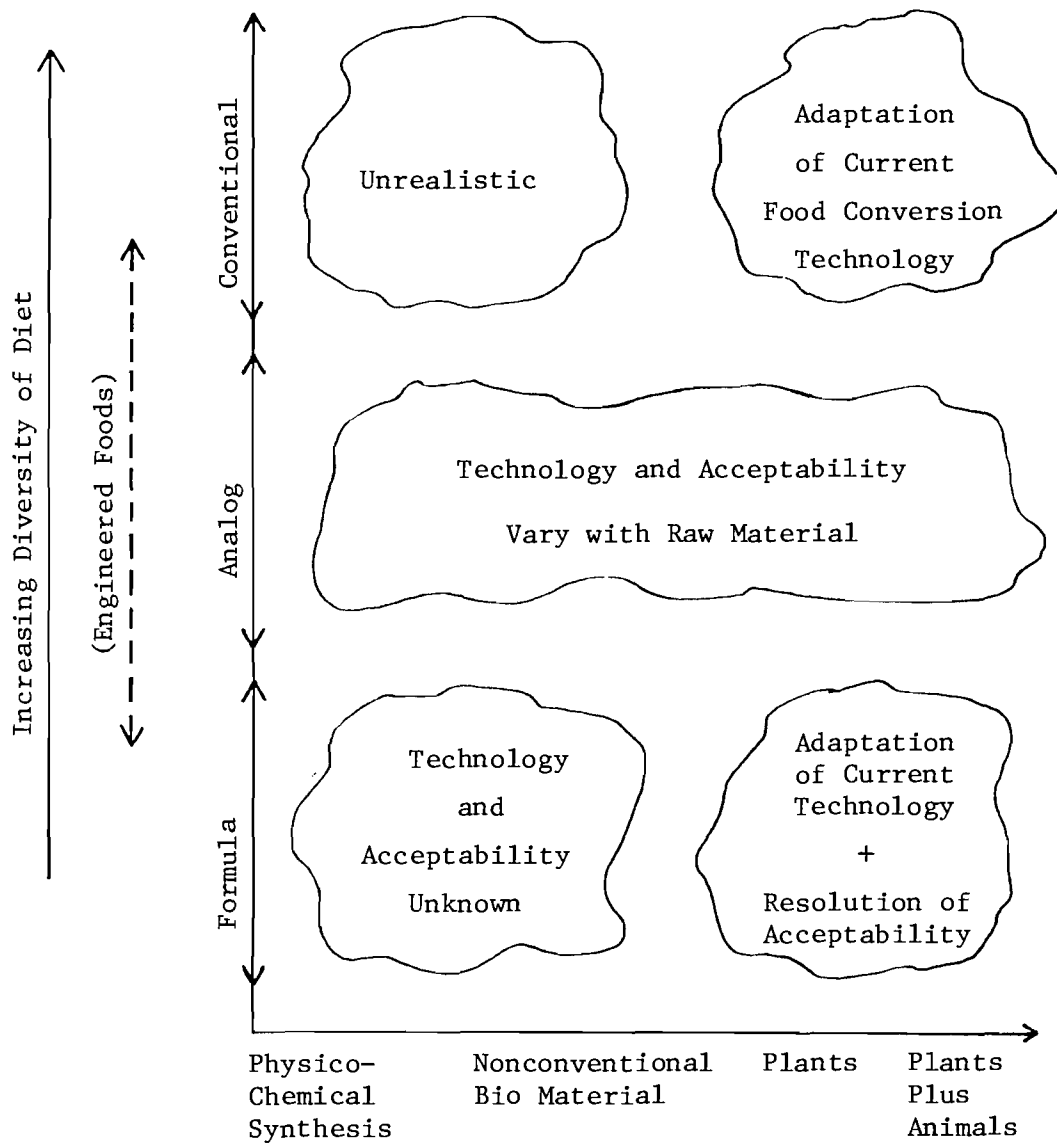 Increasing Diversity of Diet
(Engineered Foods)
Conventional
Unrealistic
Adaptation
of Current
Food Conversion
Technology
Analog
Technology and Acceptability
Vary with Raw Material
Formula
Technology
and
Acceptability
Unknown
Adaptation
of Current
Technology
+
Resolution of
Acceptability
Physico-
Chemical
Synthesis
Nonconventional
Bio Material
Plants
Plants
Plus
Animals